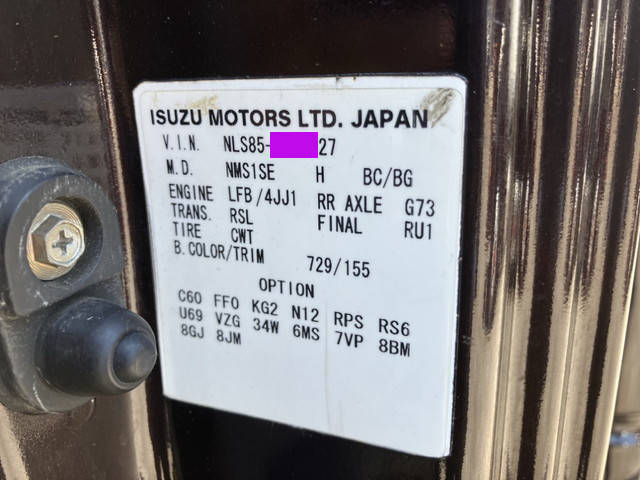 ISUZU MOTORS LTD. JAPAN
V.I.N. NLS85- 27
M.D. NMS1SE H BC/BG
ENGINE LFB/4JJ1 RR AXLE G73
TRANS. RSL FINAL RU1
TIRE CWT
B.COLOR/TRIM 729/155
OPTION
C60 FFO KG2 N12 RPS RS6
U69 VZG 34W 6MS 7VP 8BM
8GJ 8JM